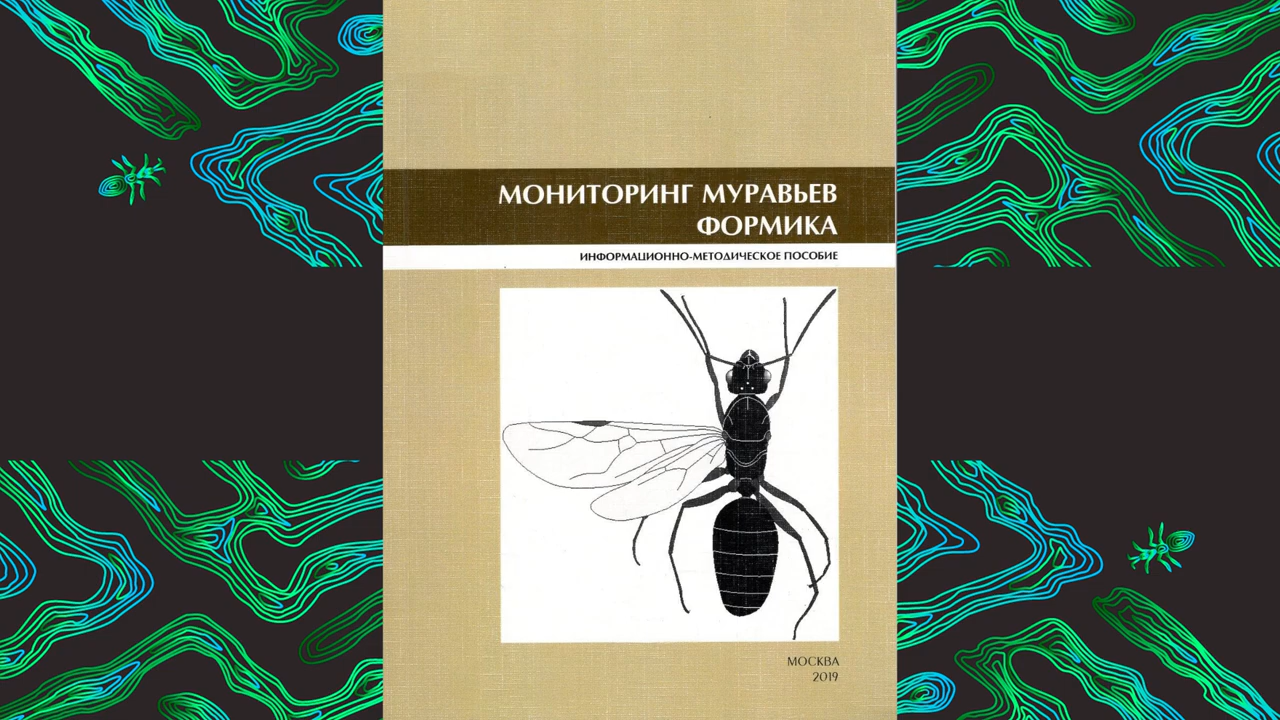 МОНИТОРИНГ МУРАВЬЕВ
ФОРМИКА
ИНФОРМАЦИОННО-МЕТОДИЧЕСКОЕ ПОСОБИЕ
МОСКВА
2019